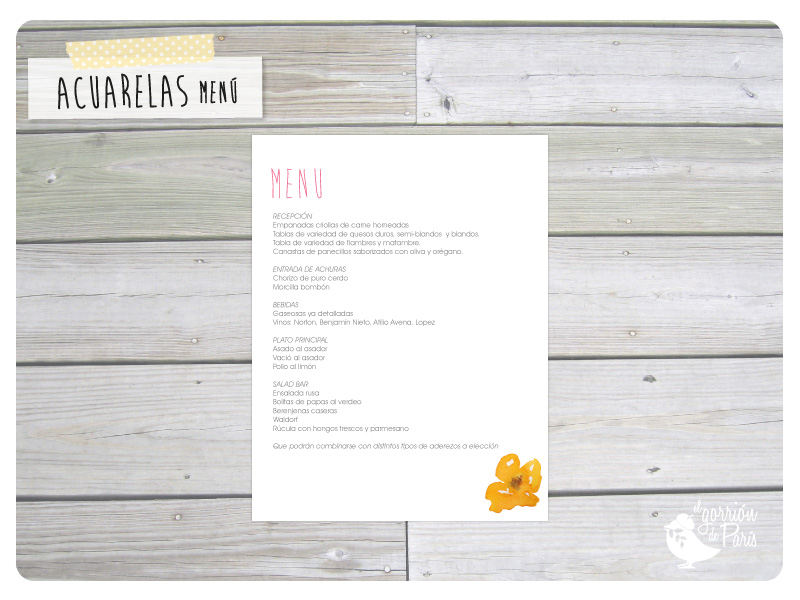 ACUARELAS MENÚ
MENU
RECEPCIÓN
Empanadas criollas de carne horneadas
Tablas de variedad de quesos duros, semi-blandos y blandos.
Tabla de variedad de fiambres y matambre.
Canastas de panecillos saborizados con oliva y orégano.
ENTRADA DE ACHURAS
Chorizo de puro cerdo
Morcilla bombón
BEBIDAS
Gaseosas ya detalladas
Vinos: Norton, Benjamin Nieto, Atilio Avena, Lopez
PLATO PRINCIPAL
Asado al asador
Vació al asador
Pollo al limón
SALAD BAR
Ensalada rusa
Bolitas de papas al verdeo
Berenjenas caseras
Waldorf
Rúcula con hongos frescos y parmesano
Que podrán combinarse con distintos tipos de aderezos a elección
el gorrión
de París